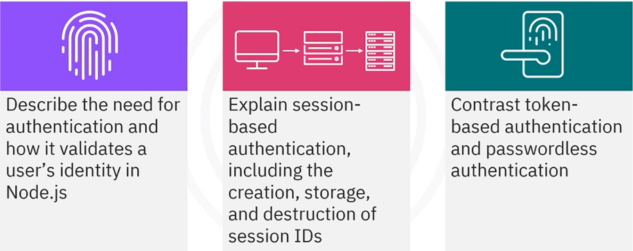 Describe the need for
authentication and
how it validates a
user’s identity in
Node.js
Explain session-
based
authentication,
including the
creation, storage,
and destruction of
session IDs
Contrast token-
based authentication
and passwordless
authentication